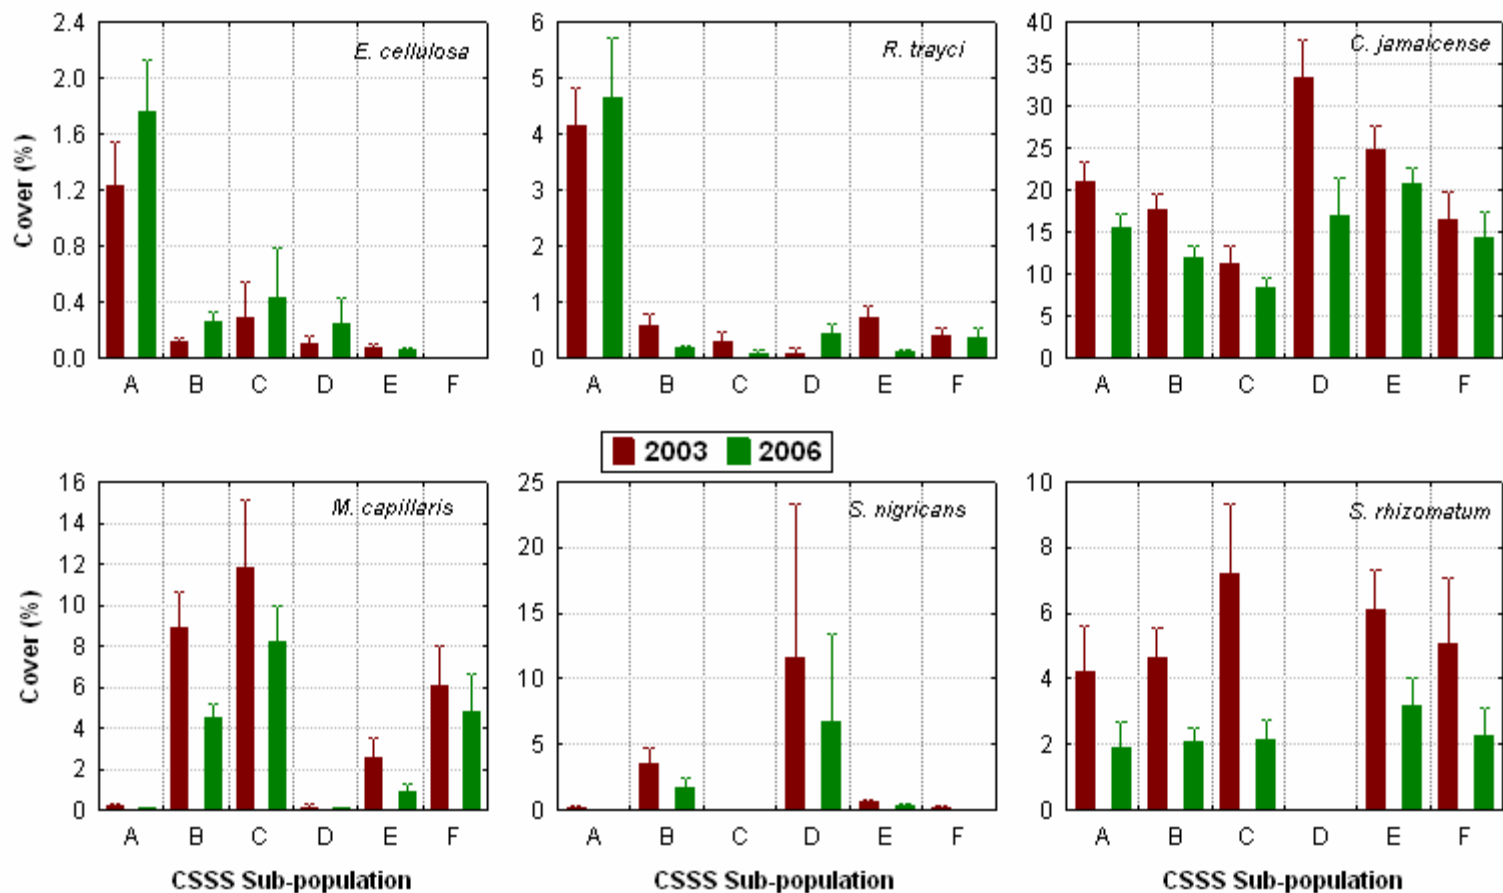 E. cellulosa
Cover (%)
2.4
2.0
1.6
1.2
0.8
0.4
0.0
A B C D E F
R. trayci
6
5
4
3
2
1
0
A B C D E F
C. jamaicense
40
35
30
25
20
15
10
5
0
A B C D E F
2003 2006
M. capillaris
Cover (%)
16
14
12
10
8
6
4
2
0
A B C D E F
CSSS Sub-population
S. nigricans
25
20
15
10
5
0
A B C D E F
CSSS Sub-population
S. rhizomatum
10
8
6
4
2
0
A B C D E F
CSSS Sub-population